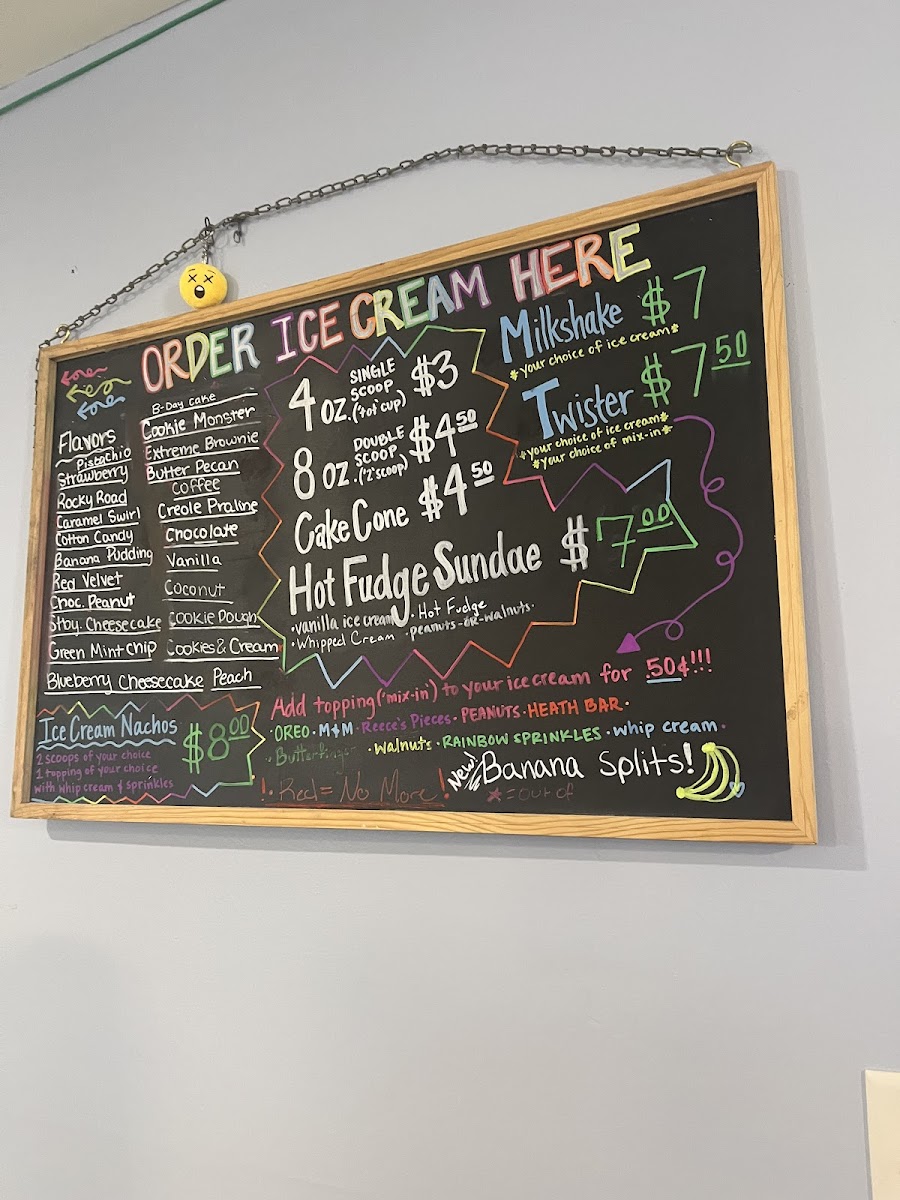 ORDER ICE CREAM HERE
Flavors
Pistachio
Strawberry
Rocky Road
Caramel Swirl
Cotton Candy
Banana Pudding
Red Velvet
Choc. Peanut
Stby. Cheesecake
Green Mint chip
Blueberry Cheesecake
B-Day cake
Cookie Monster
Extreme Brownie
Butter Pecan
Coffee
Creole Praline
Chocolate
Vanilla
Coconut
Cookie Dough
Cookies & Cream
Peach
4 oz. SINGLE SCOOP $3
8 oz. DOUBLE SCOOP ("2" scoop) $4 50
Cake Cone $4 50
Hot Fudge Sundae $7 00
·vanilla ice cream ·Hot Fudge
·Whipped Cream ·peanuts-OR-walnuts·
Milkshake $7
*your choice of ice cream*
Twister $7 50
*your choice of ice cream*
*your choice of mix-in*
Ice Cream Nachos $8 00
2 scoops of your choice
1 topping of your choice
with whip cream & sprinkles
Add topping ('mix-in') to your ice cream for .50¢!!!
·OREO·M&M·Reece's Pieces·PEANUTS·HEATH BAR·
·Butterfinger·walnuts·RAINBOW SPRINKLES·whip cream·
!·Red = No More!
New! Banana Splits!
= out of